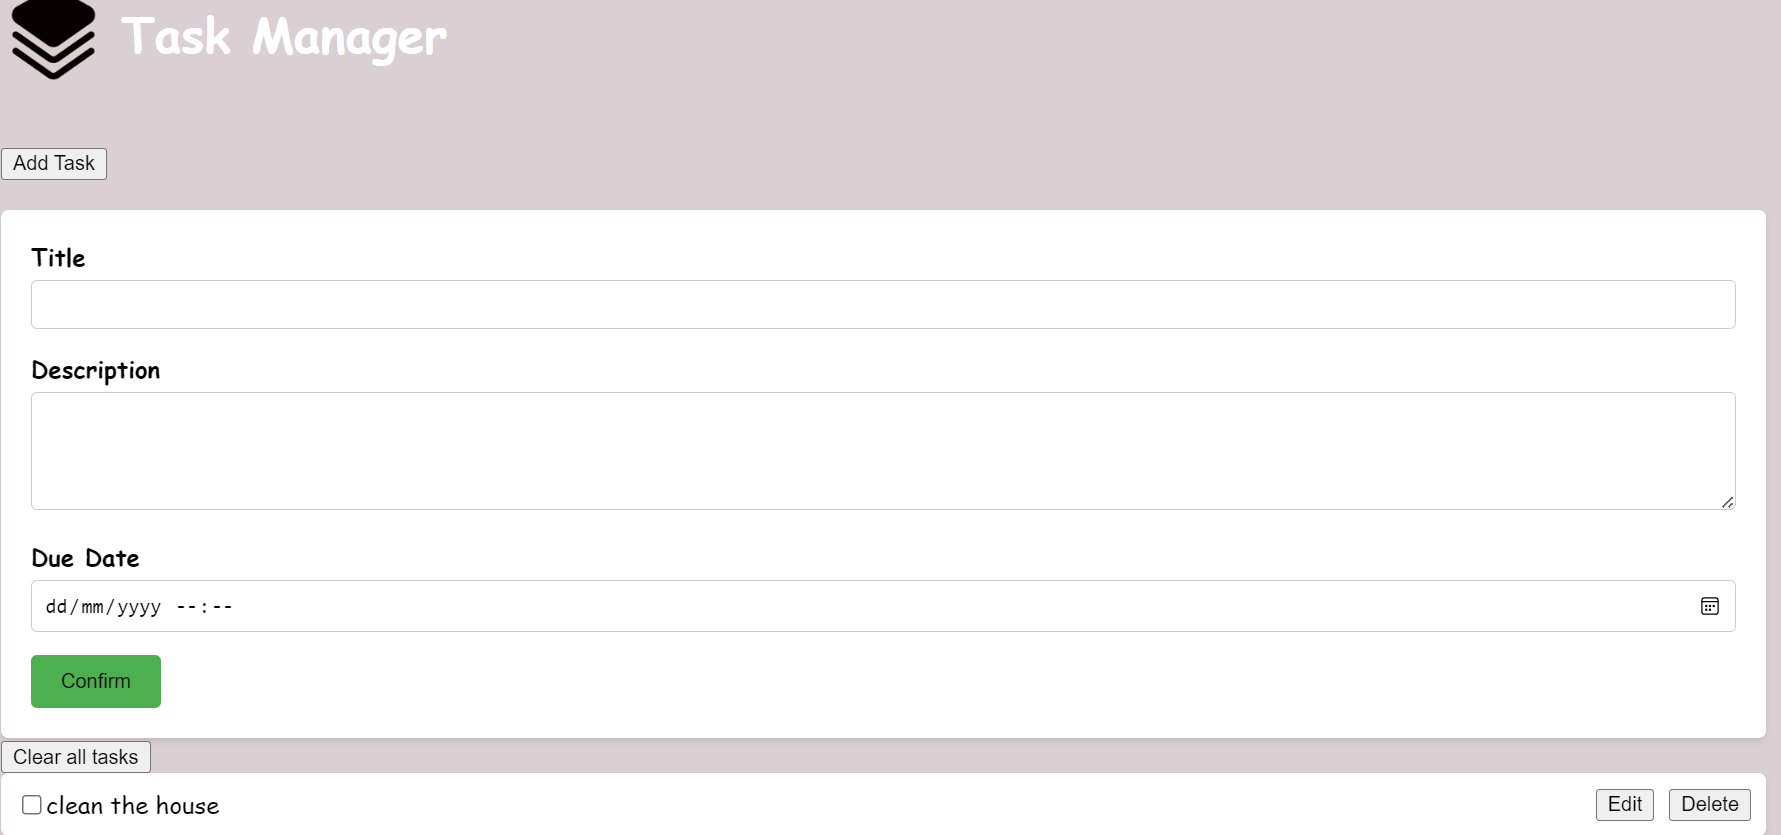 Task Manager
Add Task
Title
Description
Due Date
dd/mm/yyyy --:--
Confirm
Clear all tasks
clean the house Edit Delete